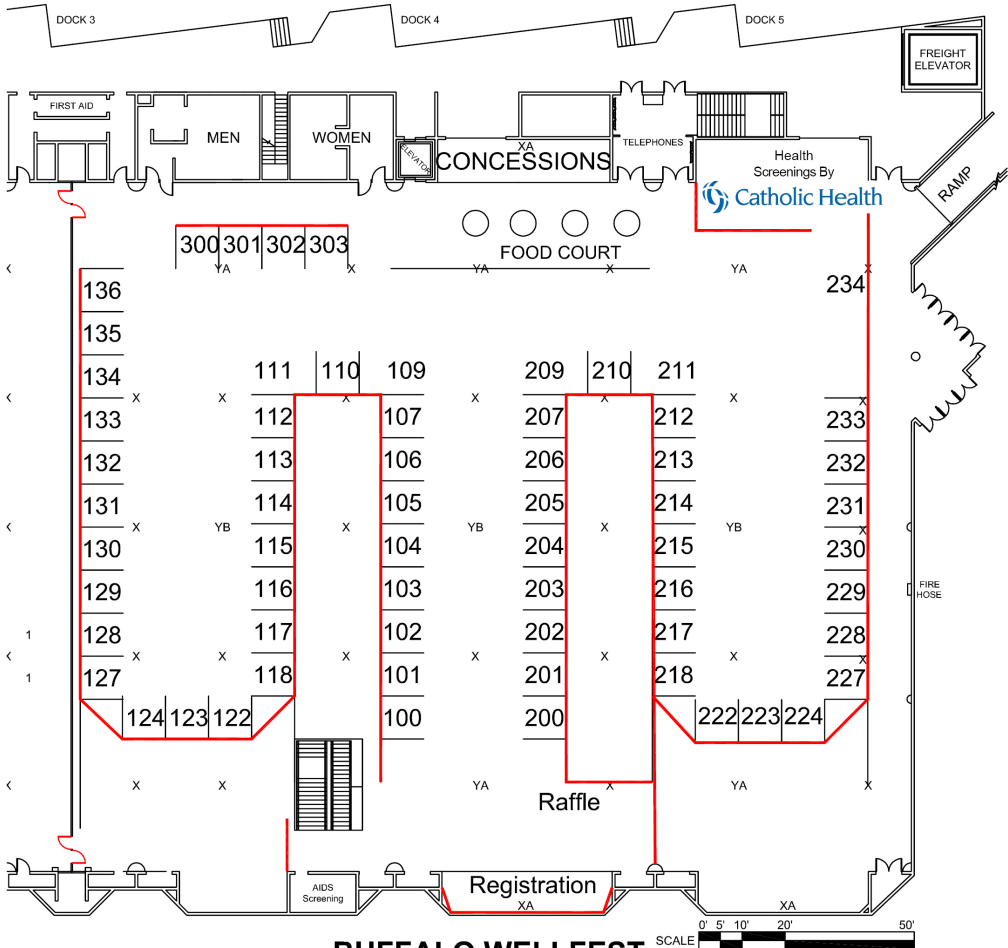 DOCK 3 DOCK 4 DOCK 5
FREIGHT
ELEVATOR
FIRST AID
MEN
WOMEN
ELEVATOR
XA
CONCESSIONS
TELEPHONES
Health
Screenings By
Catholic Health
RAMP
300 301 302 303
FOOD COURT
X YA X YA X YA X
136
234
135
134
111 110 109
209 210 211
X X X X X X X X
133 112 107 207 212 233
132 113 106 206 213 232
131 114 105 205 214 231
X X YB X YB X YB X
130 115 104 204 215 230
129 116 103 203 216 229
FIRE
HOSE
1 128 117 102 202 217 228
X X X X X X X X
1 127 118 101 201 218 227
124 123 122 100 200 222 223 224
X X X YA X YA X
Raffle
AIDS
Screening
Registration
XA XA
BUFFALO WELLFEST
SCALE 0' 5' 10' 20' 50'